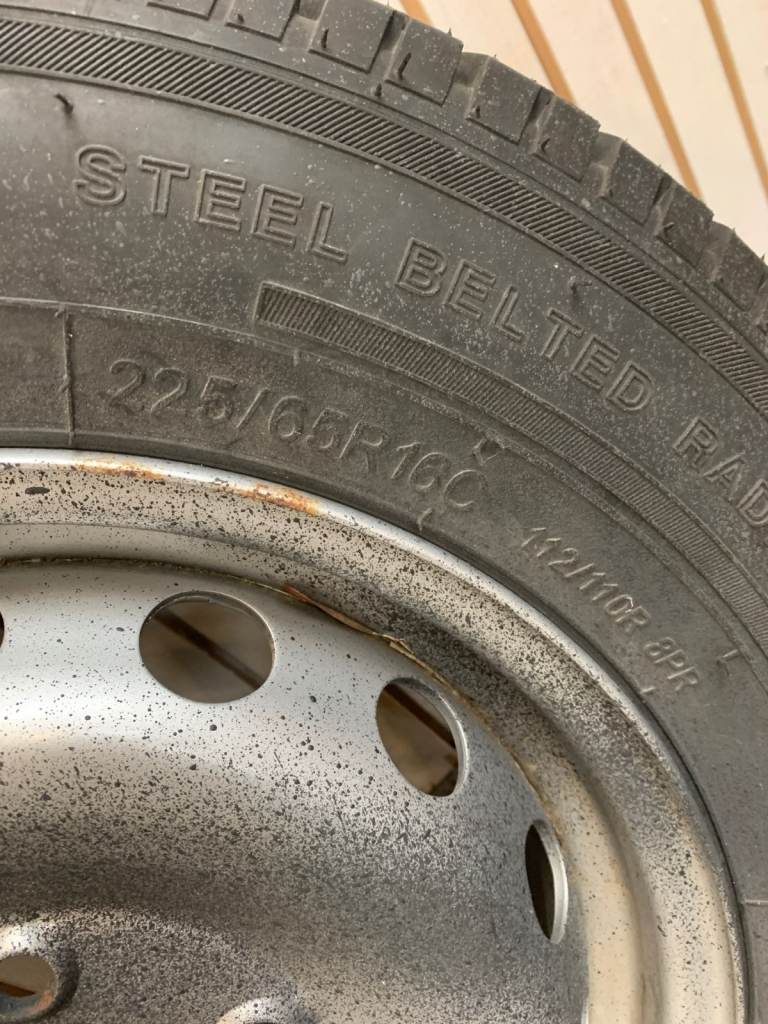 STEEL BELTED RAD
225/65R16C
112/110R 8PR